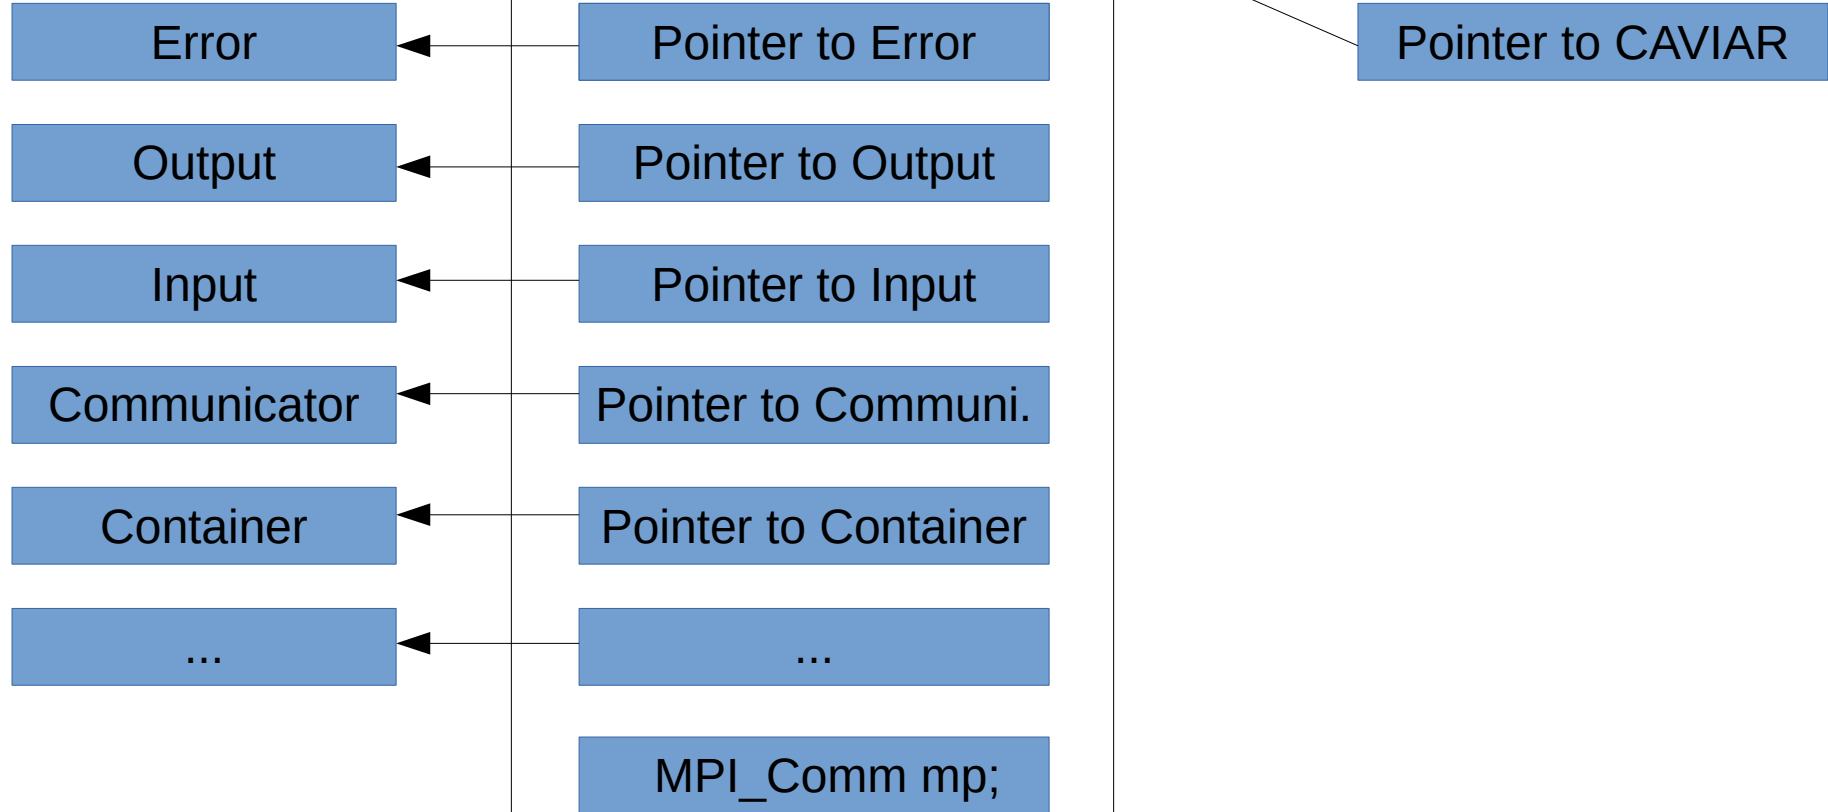 Error
Pointer to Error
Pointer to CAVIAR
Output
Pointer to Output
Input
Pointer to Input
Communicator
Pointer to Communi.
Container
Pointer to Container
...
...
MPI_Comm mp;